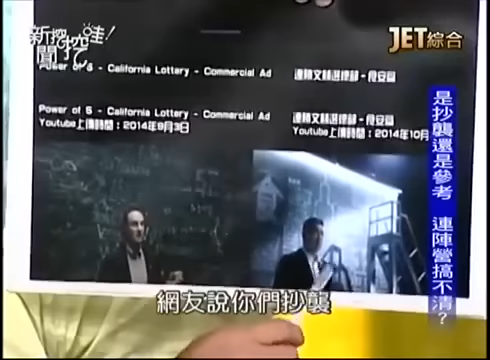 新聞挖挖哇!
JET綜合
Power of 5 - California Lottery - Commercial Ad
連勝文競選總部-食安篇
Power of 5 - California Lottery - Commercial Ad
Youtube上傳時間:2014年9月3日
連勝文競選總部-食安篇
Youtube上傳時間:2014年10月
是抄襲還是參考 連陣營搞不清?
網友說你們抄襲